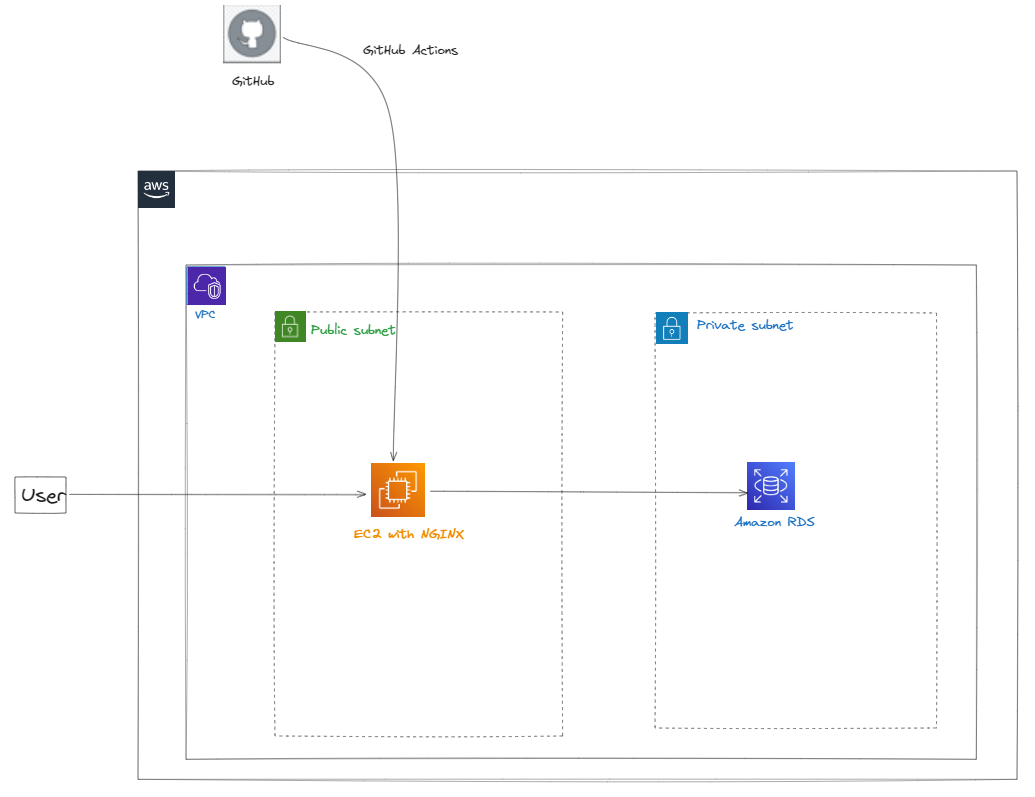 GitHub Actions
GitHub
aws
VPC
Public subnet
Private subnet
User
Amazon RDS
EC2 with NGINX